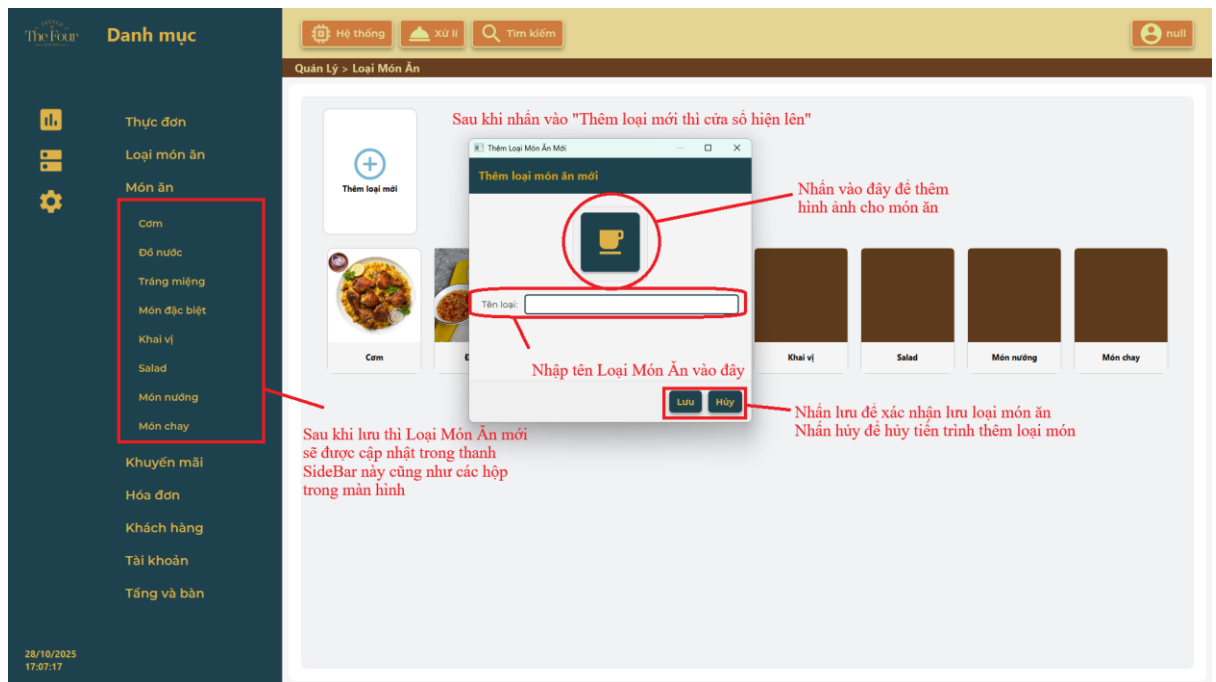 The Four
Danh mục
Hệ thống
Xử lí
Tìm kiếm
null
Quản Lý > Loại Món Ăn
Thực đơn
Loại món ăn
Món ăn
Cơm
Đồ nước
Tráng miệng
Món đặc biệt
Khai vị
Salad
Món nướng
Món chay
Khuyến mãi
Hóa đơn
Khách hàng
Tài khoản
Tầng và bàn
28/10/2025
17:07:17
Sau khi nhấn vào "Thêm loại mới thì cửa sổ hiện lên"
Thêm loại mới
Thêm Loại Món Ăn Mới
Thêm loại món ăn mới
Nhấn vào đây để thêm
hình ảnh cho món ăn
Tên loại:
Nhập tên Loại Món Ăn vào đây
Lưu
Hủy
Cơm
Khai vị
Salad
Món nướng
Món chay
Nhấn lưu để xác nhận lưu loại món ăn
Nhấn hủy để hủy tiến trình thêm loại món
Sau khi lưu thì Loại Món Ăn mới
sẽ được cập nhật trong thanh
SideBar này cũng như các hộp
trong màn hình